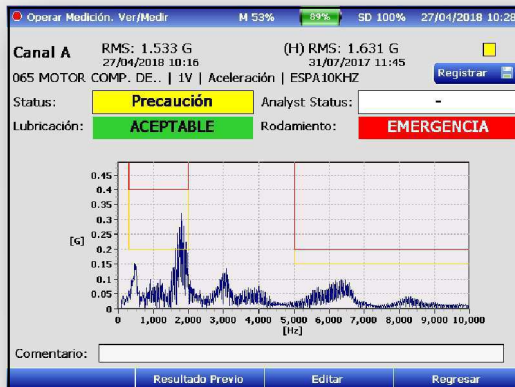 Operar Medición. Ver/Medir M 53% 89% SD 100% 27/04/2018 10:28
Canal A RMS: 1.533 G (H) RMS: 1.631 G
27/04/2018 10:16 31/07/2017 11:45
065 MOTOR COMP. DE.. | 1V | Aceleración | ESPA10KHZ Registrar
Status: Precaución Analyst Status: -
Lubricación: ACEPTABLE Rodamiento: EMERGENCIA
0.45
0.4
0.35
0.3
[G] 0.25
0.2
0.15
0.1
0.05
0
0 1,000 2,000 3,000 4,000 5,000 6,000 7,000 8,000 9,000 10,000
[Hz]
Comentario:
Resultado Previo Editar Regresar